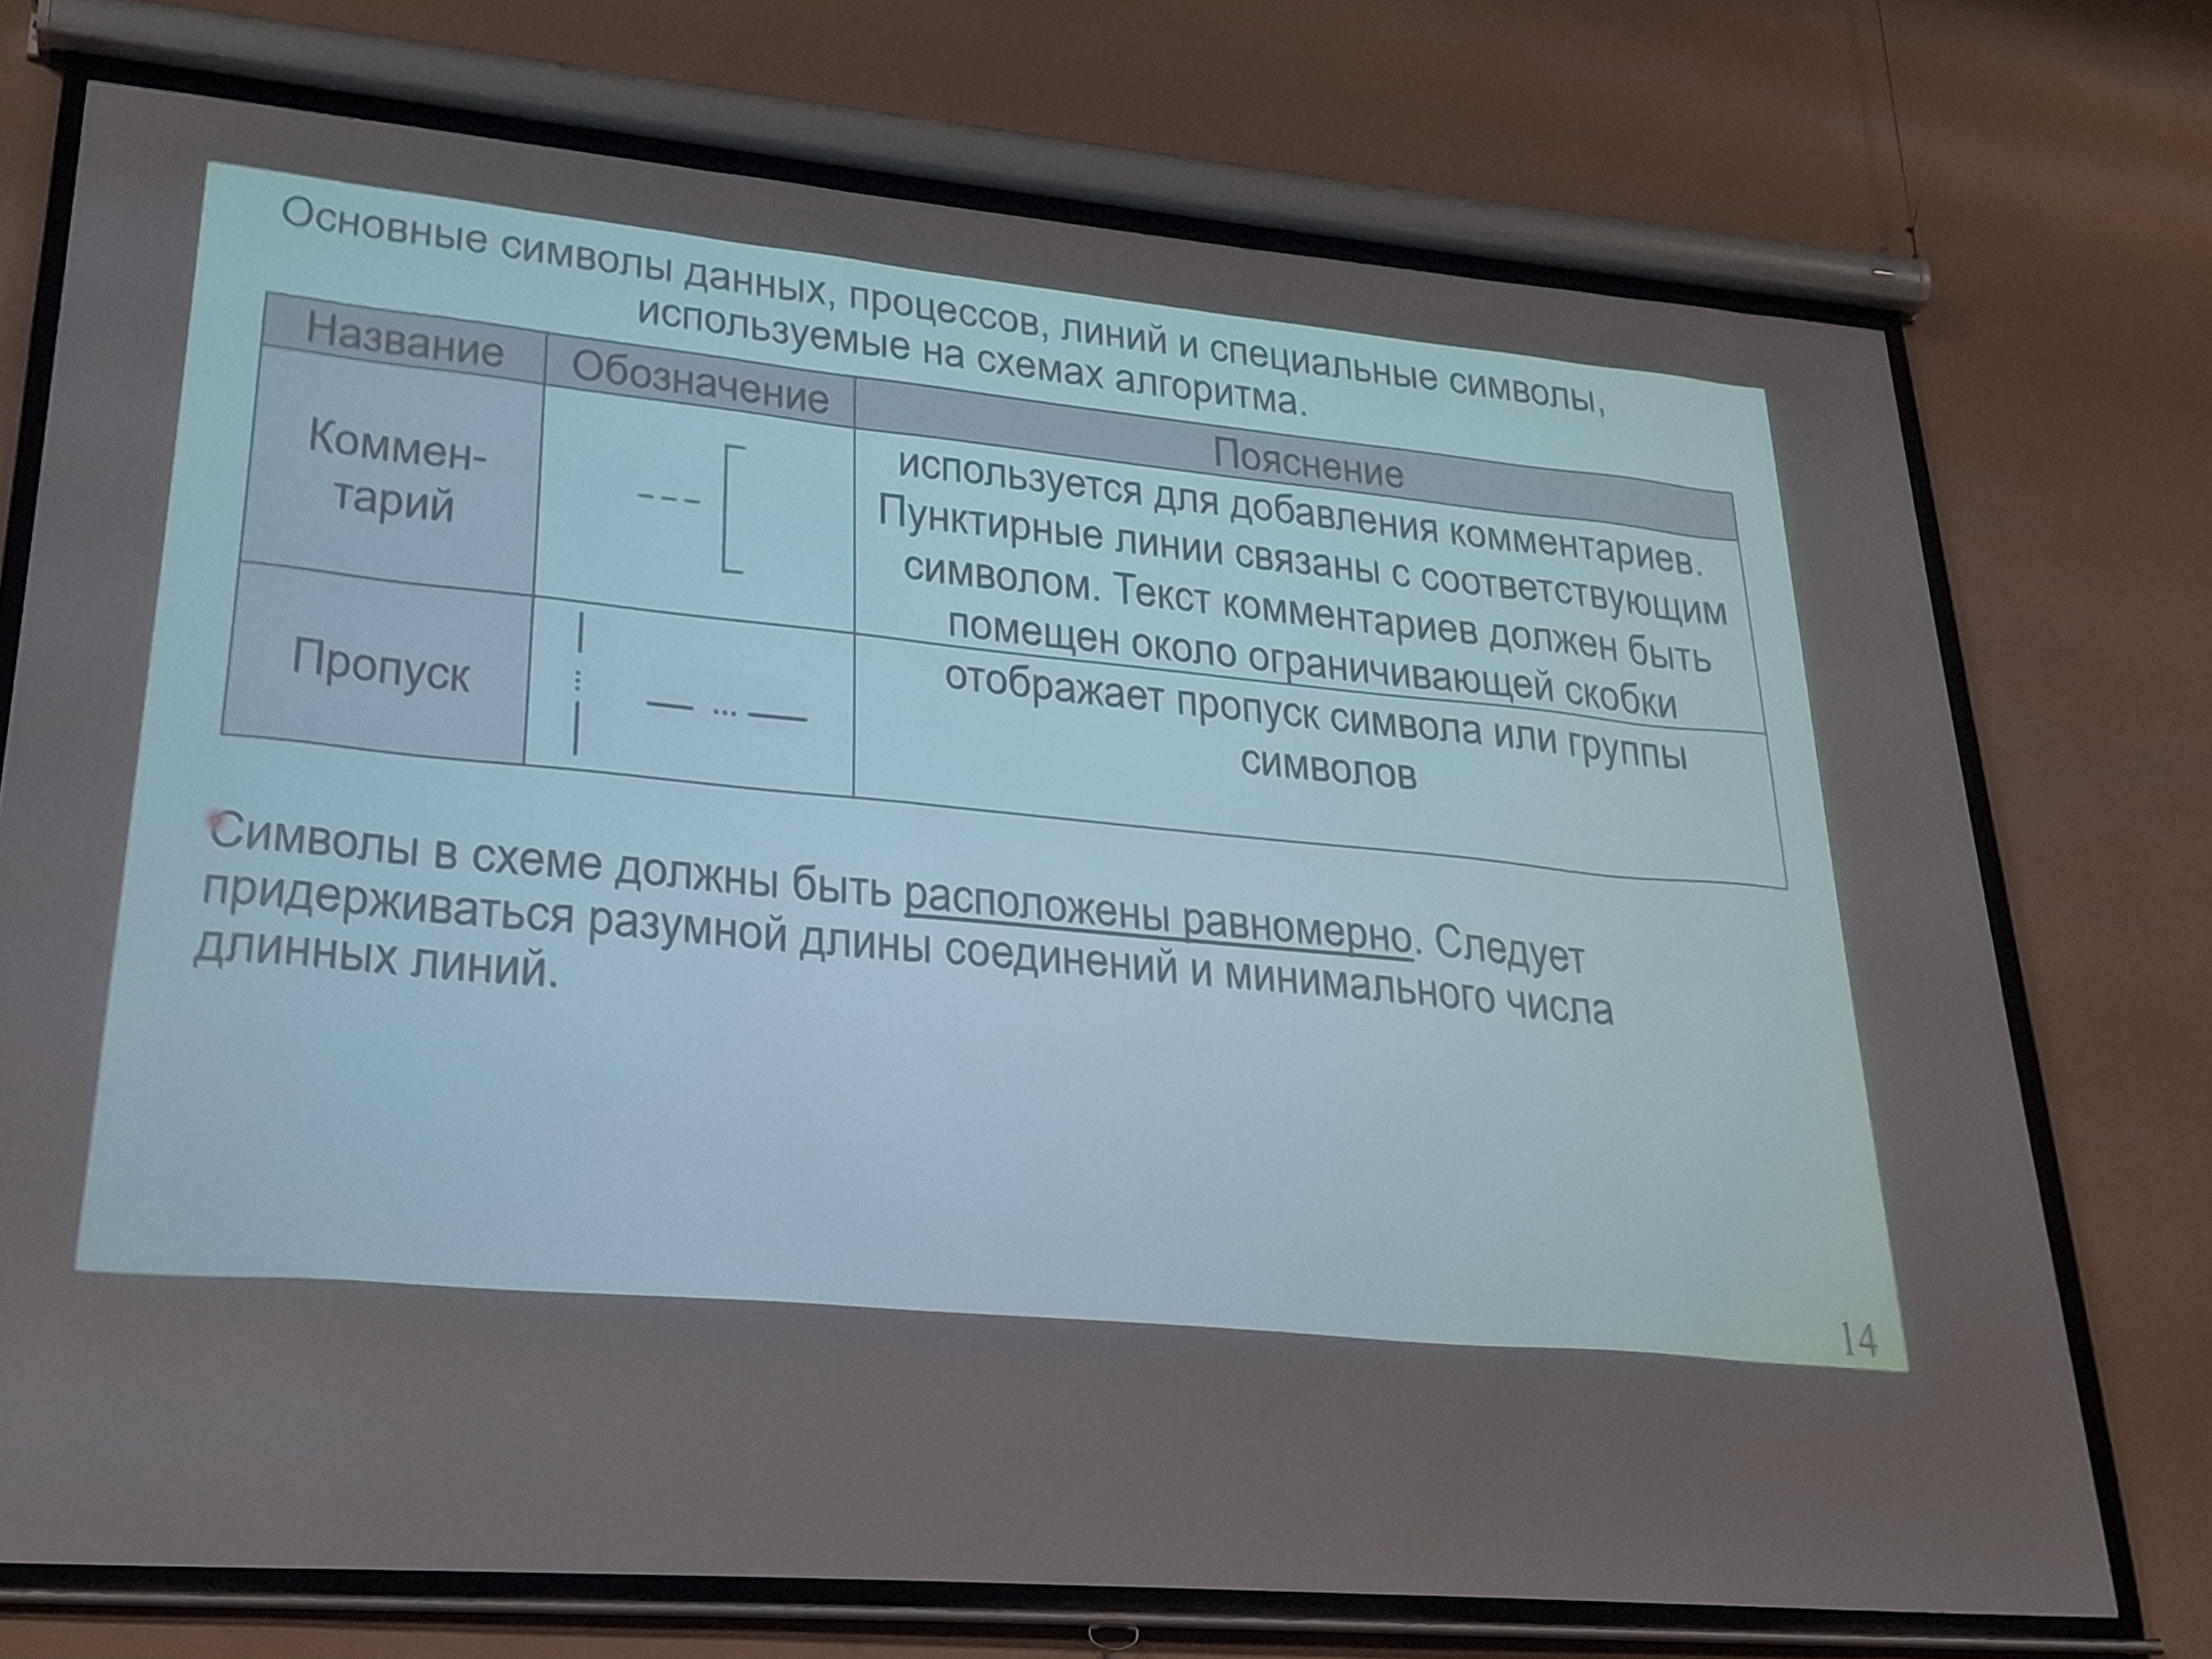 Основные символы данных, процессов, линий и специальные символы,
используемые на схемах алгоритма.
Название
Обозначение
Пояснение
Коммен-
тарий
используется для добавления комментариев.
Пунктирные линии связаны с соответствующим
символом. Текст комментариев должен быть
помещен около ограничивающей скобки
Пропуск
...
...
отображает пропуск символа или группы
символов
Символы в схеме должны быть расположены равномерно. Следует
придерживаться разумной длины соединений и минимального числа
длинных линий.
14